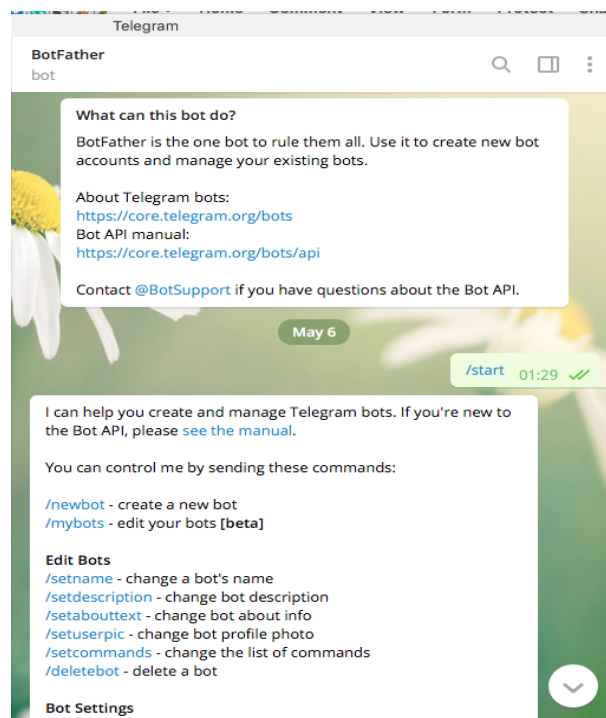 Telegram
BotFather
bot
What can this bot do?
BotFather is the one bot to rule them all. Use it to create new bot
accounts and manage your existing bots.
About Telegram bots:
https://core.telegram.org/bots
Bot API manual:
https://core.telegram.org/bots/api
Contact @BotSupport if you have questions about the Bot API.
May 6
/start 01:29
I can help you create and manage Telegram bots. If you're new to
the Bot API, please see the manual.
You can control me by sending these commands:
/newbot - create a new bot
/mybots - edit your bots [beta]
Edit Bots
/setname - change a bot's name
/setdescription - change bot description
/setabouttext - change bot about info
/setuserpic - change bot profile photo
/setcommands - change the list of commands
/deletebot - delete a bot
Bot Settings